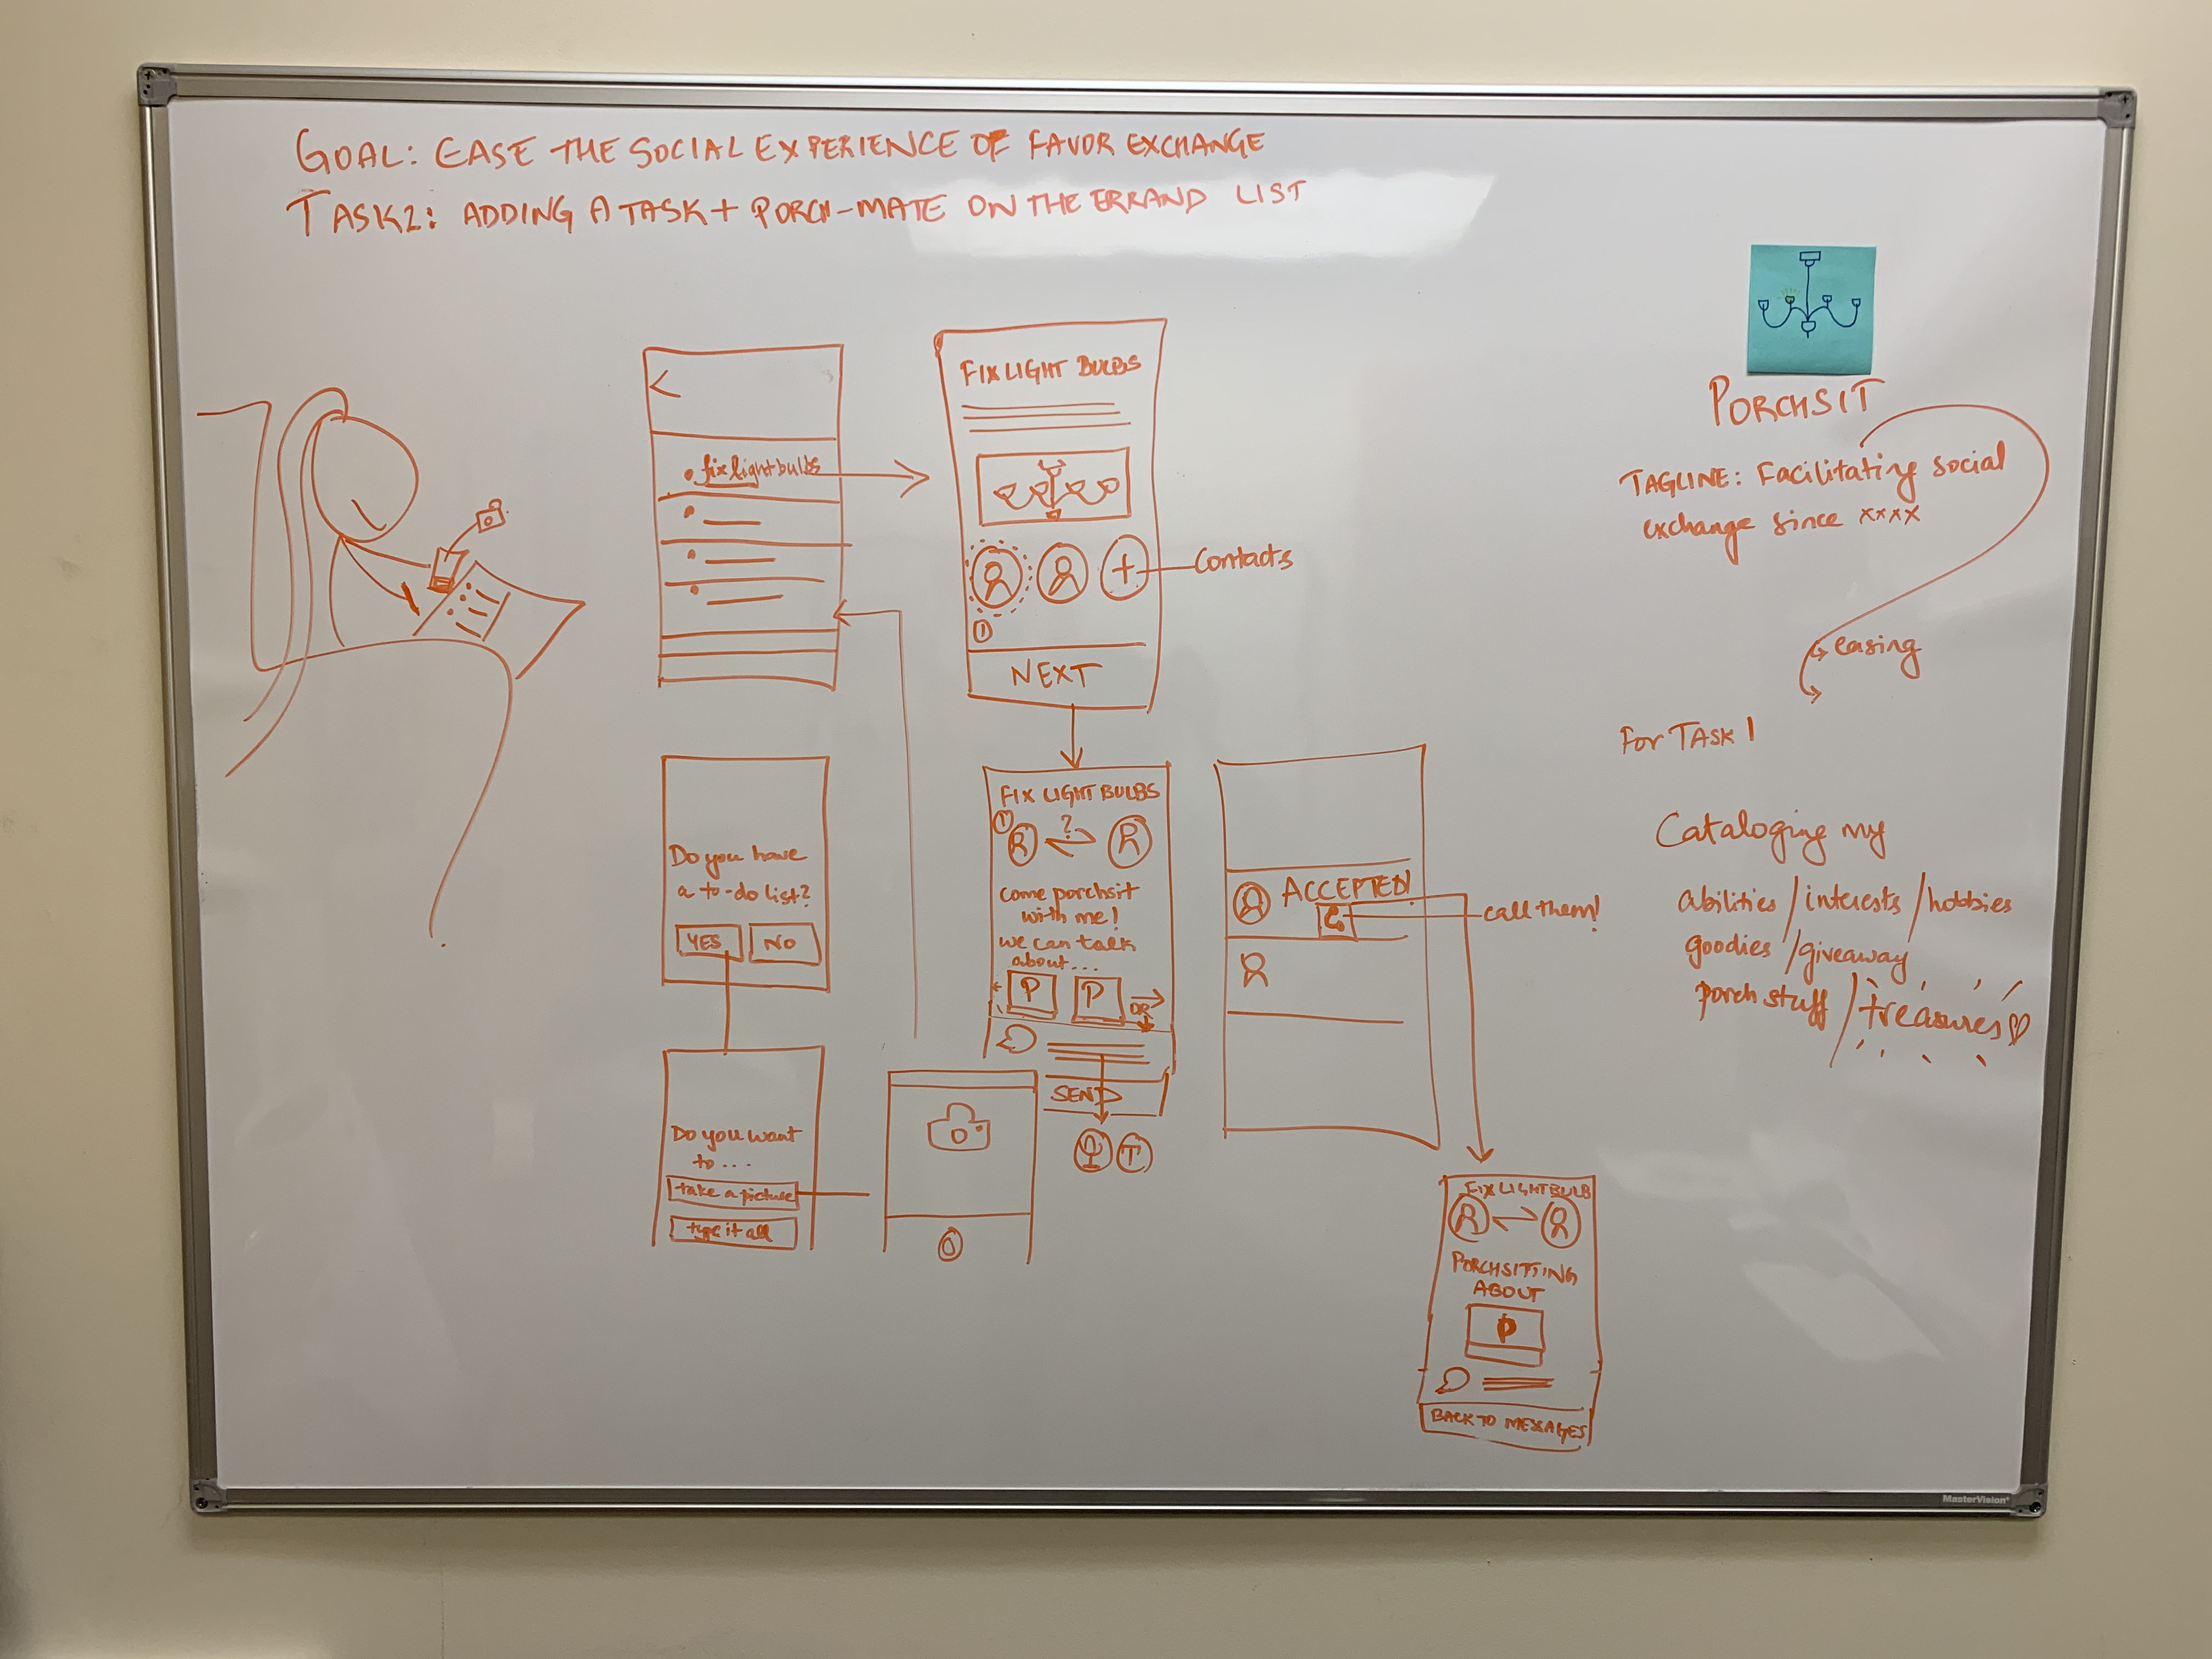 GOAL: EASE THE SOCIAL EXPERIENCE OF FAVOR EXCHANGE
TASK2: ADDING A TASK + PORCH-MATE ON THE ERRAND LIST
fix light bulbs
FIX LIGHT BULBS
Contacts
NEXT
Do you have
a to-do list?
YES
NO
Do you want
to ....
take a picture
type it all
FIX LIGHT BULBS
1
?
come porchsit
with me!
we can talk
about...
P
P
OR
SEND
T
ACCEPTED!
call them!
FIX LIGHT BULB
PORCHSITTING
ABOUT
P
BACK TO MESSAGES
PORCHSIT
TAGLINE: Facilitating social
exchange since xxxx
easing
For TASK 1
Cataloging my
abilities / interests / hobbies
goodies / giveaway
porch stuff / treasures
MasterVision